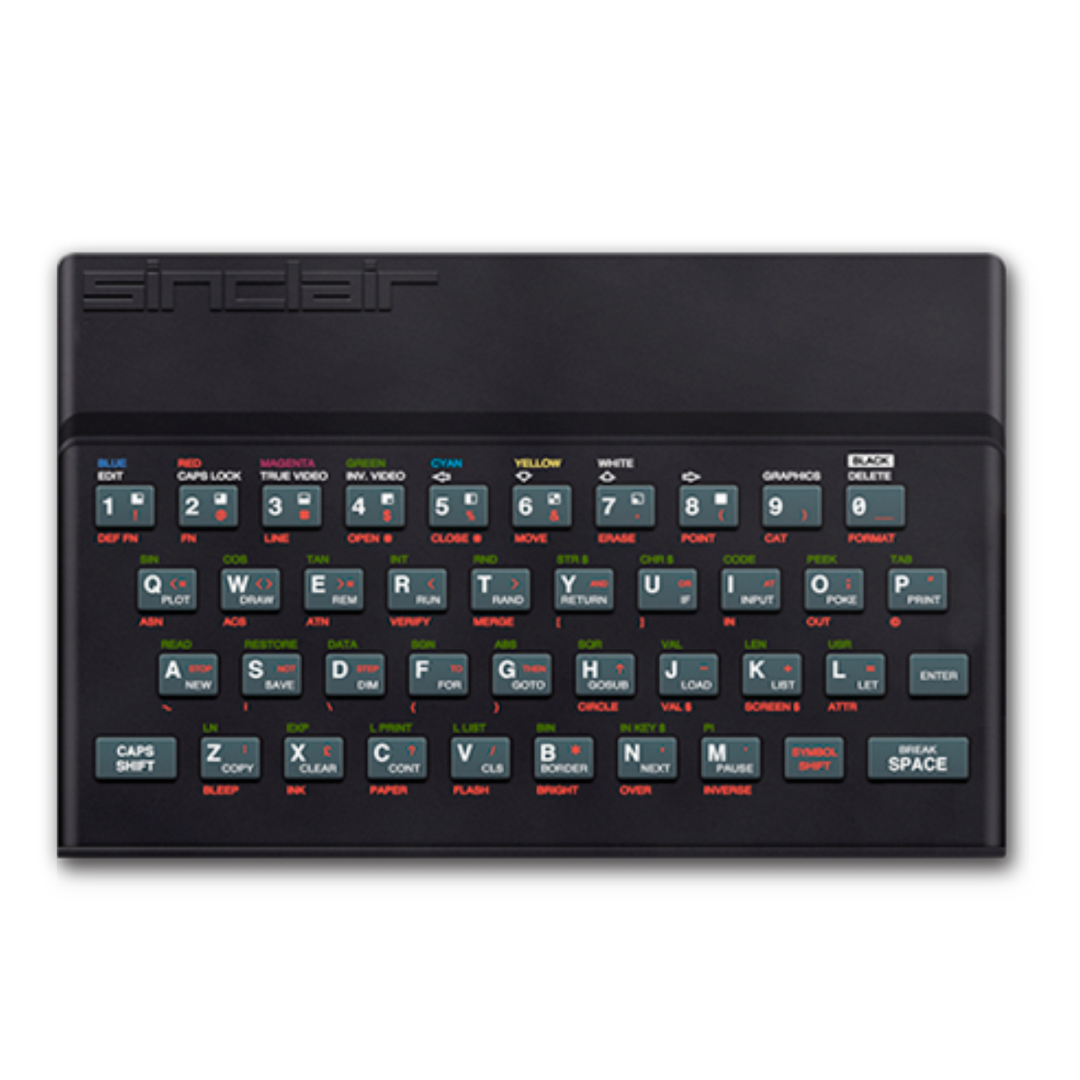 sinclair
BLUE RED MAGENTA GREEN CYAN YELLOW WHITE BLACK
EDIT CAPS LOCK TRUE VIDEO INV. VIDEO GRAPHICS DELETE
1 ! 2 @ 3 4 $ 5 % 6 & 7 8 ( 9 ) 0 _
DEF FN FN LINE OPEN CLOSE MOVE ERASE POINT CAT FORMAT
SIN COS TAN INT RND STR $ CHR $ CODE PEEK TAB
Q <= W <> E >= R < T > Y AND U OR I AT O ; P "
PLOT DRAW REM RUN RAND RETURN IF INPUT POKE PRINT
ASN ACS ATN VERIFY MERGE [ ] IN OUT ©
READ RESTORE DATA SGN ABS SQR VAL LEN USR
A STOP S NOT D STEP F TO G THEN H ↑ J - K + L =
NEW SAVE DIM FOR GOTO GOSUB LOAD LIST LET ENTER
~ | \ { } CIRCLE VAL $ SCREEN $ ATTR
LN EXP L PRINT L LIST BIN IN KEY $ PI
CAPS Z : X £ C ? V / B * N M SYMBOL BREAK
SHIFT COPY CLEAR CONT CLS BORDER NEXT PAUSE SHIFT SPACE
BLEEP INK PAPER FLASH BRIGHT OVER INVERSE